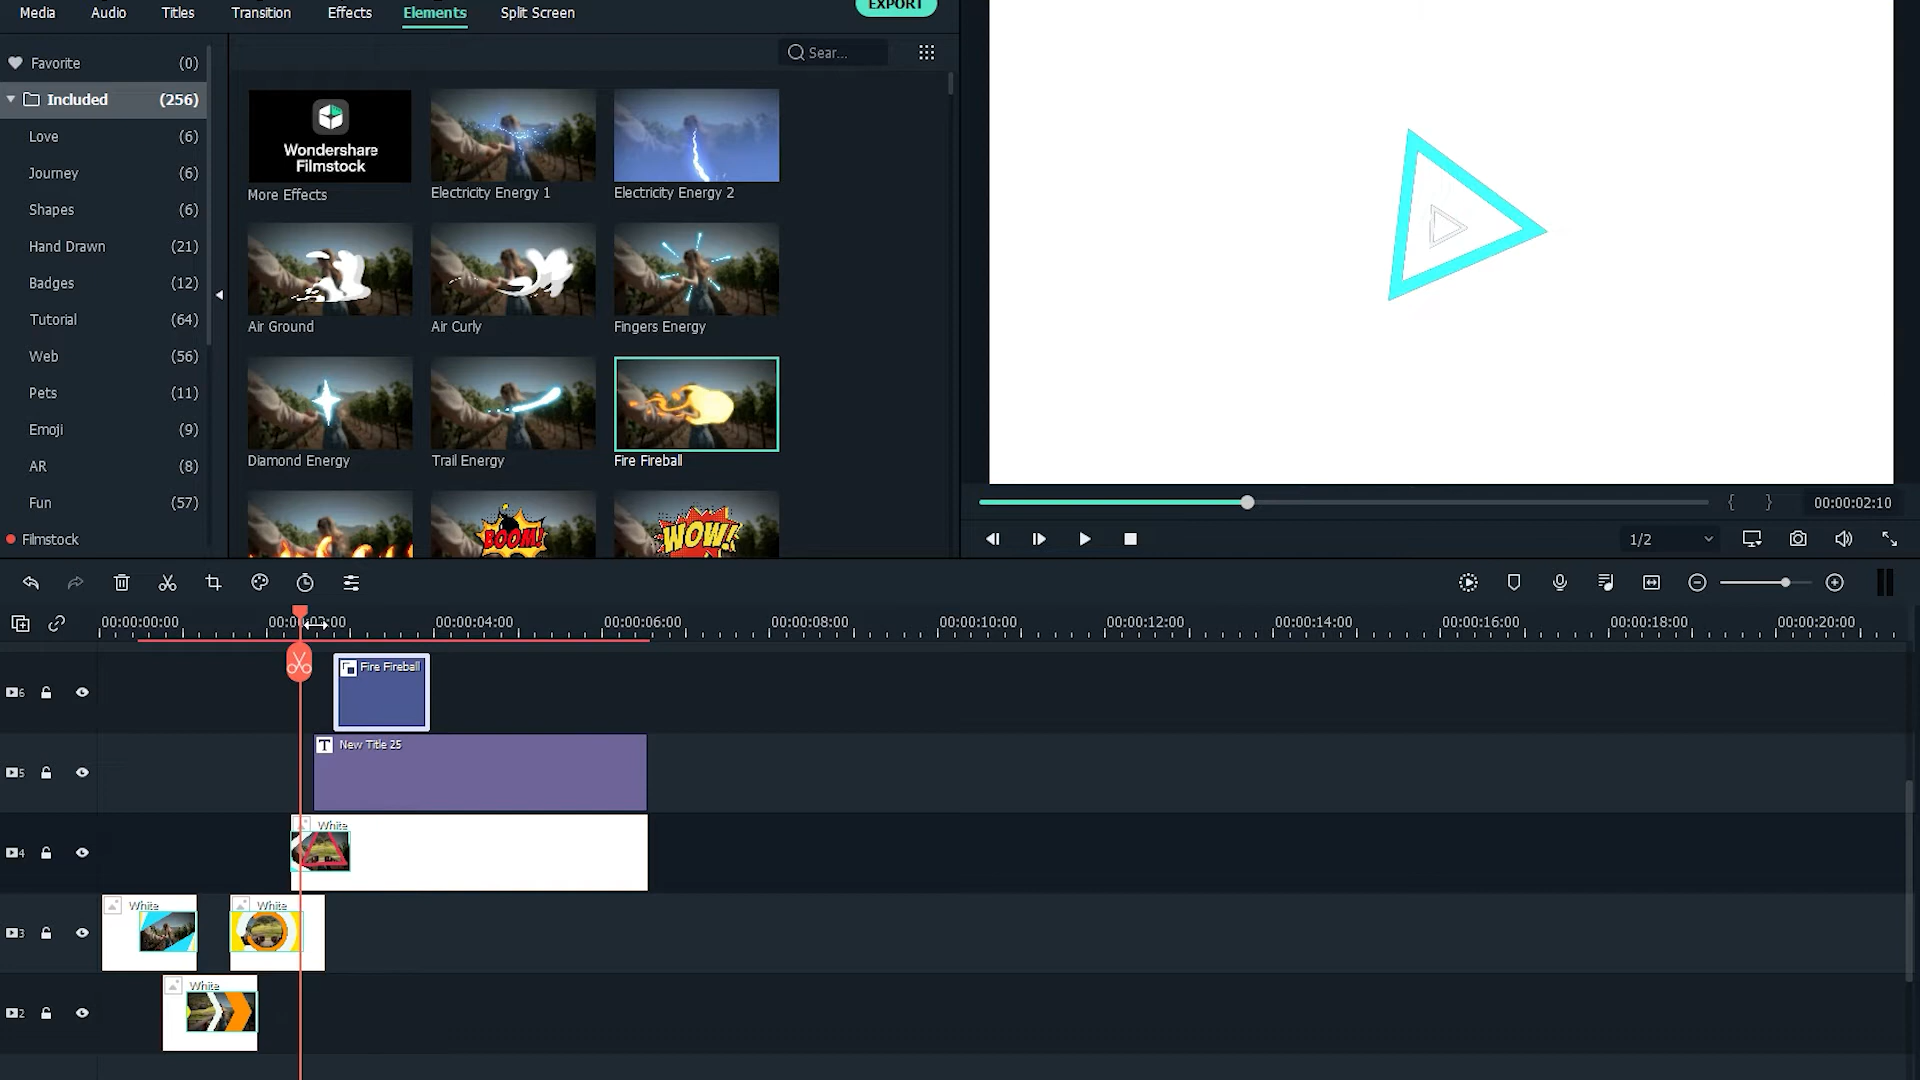 Media Audio Titles Transition Effects Elements Split Screen EXPORT
Sear...
Favorite (0)
Included (256)
Love (6)
Journey (6)
Shapes (6)
Hand Drawn (21)
Badges (12)
Tutorial (64)
Web (56)
Pets (11)
Emoji (9)
AR (8)
Fun (57)
Filmstock
Wondershare
Filmstock
More Effects
Electricity Energy 1
Electricity Energy 2
Air Ground
Air Curly
Fingers Energy
Diamond Energy
Trail Energy
Fire Fireball
BOOM!
WOW!
00:00:02:10
1/2
00:00:00:00 00:00:02:00 00:00:04:00 00:00:06:00 00:00:08:00 00:00:10:00 00:00:12:00 00:00:14:00 00:00:16:00 00:00:18:00 00:00:20:00
6
Fire Fireball
5
T New Title 25
4
White
3
White
White
2
White